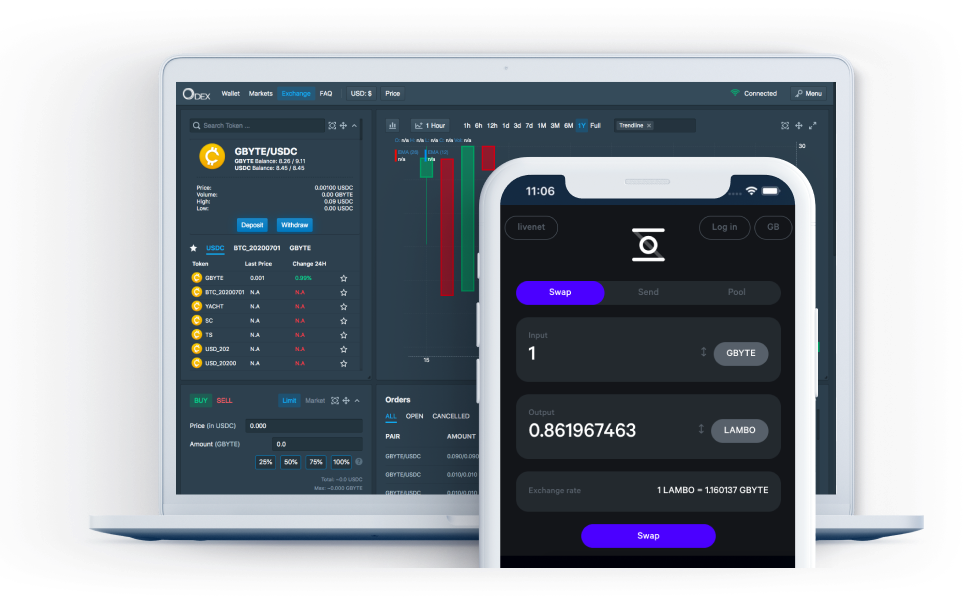 ODEX Wallet Markets Exchange FAQ USD: $ Price Connected Menu
Search Token ...
GBYTE/USDC
GBYTE Balance: 8.26 / 9.11
USDC Balance: 8.45 / 8.45
Price: 0.00100 USDC
Volume: 0.00 GBYTE
High: 0.09 USDC
Low: 0.00 USDC
Deposit Withdraw
USDC BTC_20200701 GBYTE
Token Last Price Change 24H
GBYTE 0.001 0.99%
BTC_20200701 N.A N.A
YACHT N.A N.A
SC N.A N.A
TS N.A N.A
USD_202 N.A N.A
USD_20200 N.A N.A
BUY SELL Limit Market
Price (in USDC) 0.000
Amount (GBYTE) 0.0
25% 50% 75% 100%
Total: ~0.0 USDC
Max: ~0.000 GBYTE
1 Hour 1h 6h 12h 1d 3d 7d 1M 3M 6M 1Y Full Trendline
n/a n/a n/a n/a n/a
n/a n/a
30
15
Orders
ALL OPEN CANCELLED
PAIR AMOUNT
GBYTE/USDC 0.090/0.090
GBYTE/USDC 0.010/0.010
GBYTE/USDC 0.010/0.010
11:06
livenet Log in GB
Swap Send Pool
Input
1 GBYTE
Output
0.861967463 LAMBO
Exchange rate 1 LAMBO = 1.160137 GBYTE
Swap